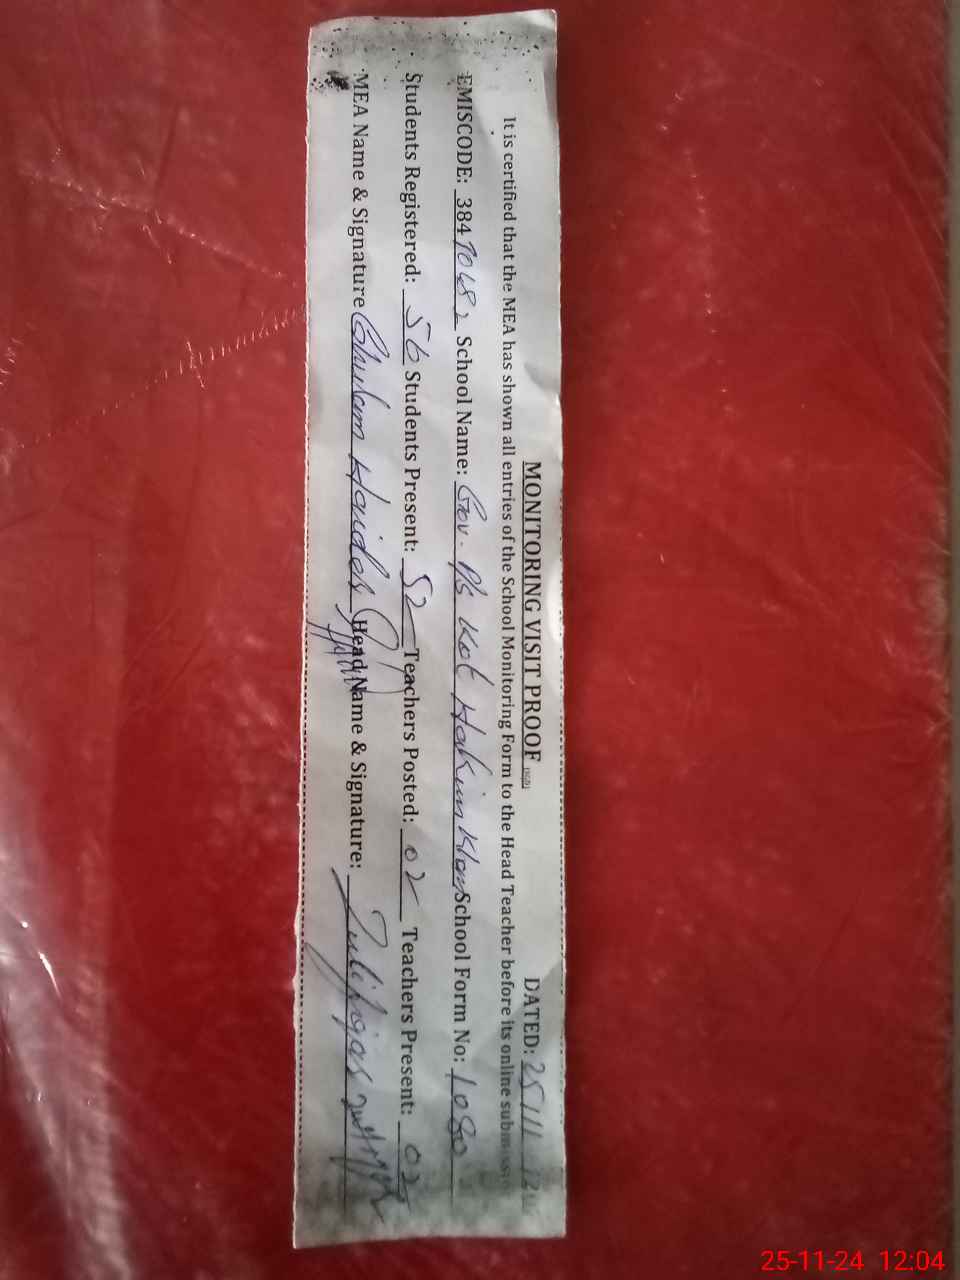 MONITORING VISIT PROOF DATED: 25/11/24
It is certified that the MEA has shown all entries of the School Monitoring Form to the Head Teacher before its online submission
EMISCODE: 384 School Name: Gov. Ps Kot Hakim Khan School Form No: 1080
Students Registered: 56 Students Present: 52 Teachers Posted: 02 Teachers Present: 02
MEA Name & Signature Ghulam Haider Head Name & Signature:
25-11-24 12:04